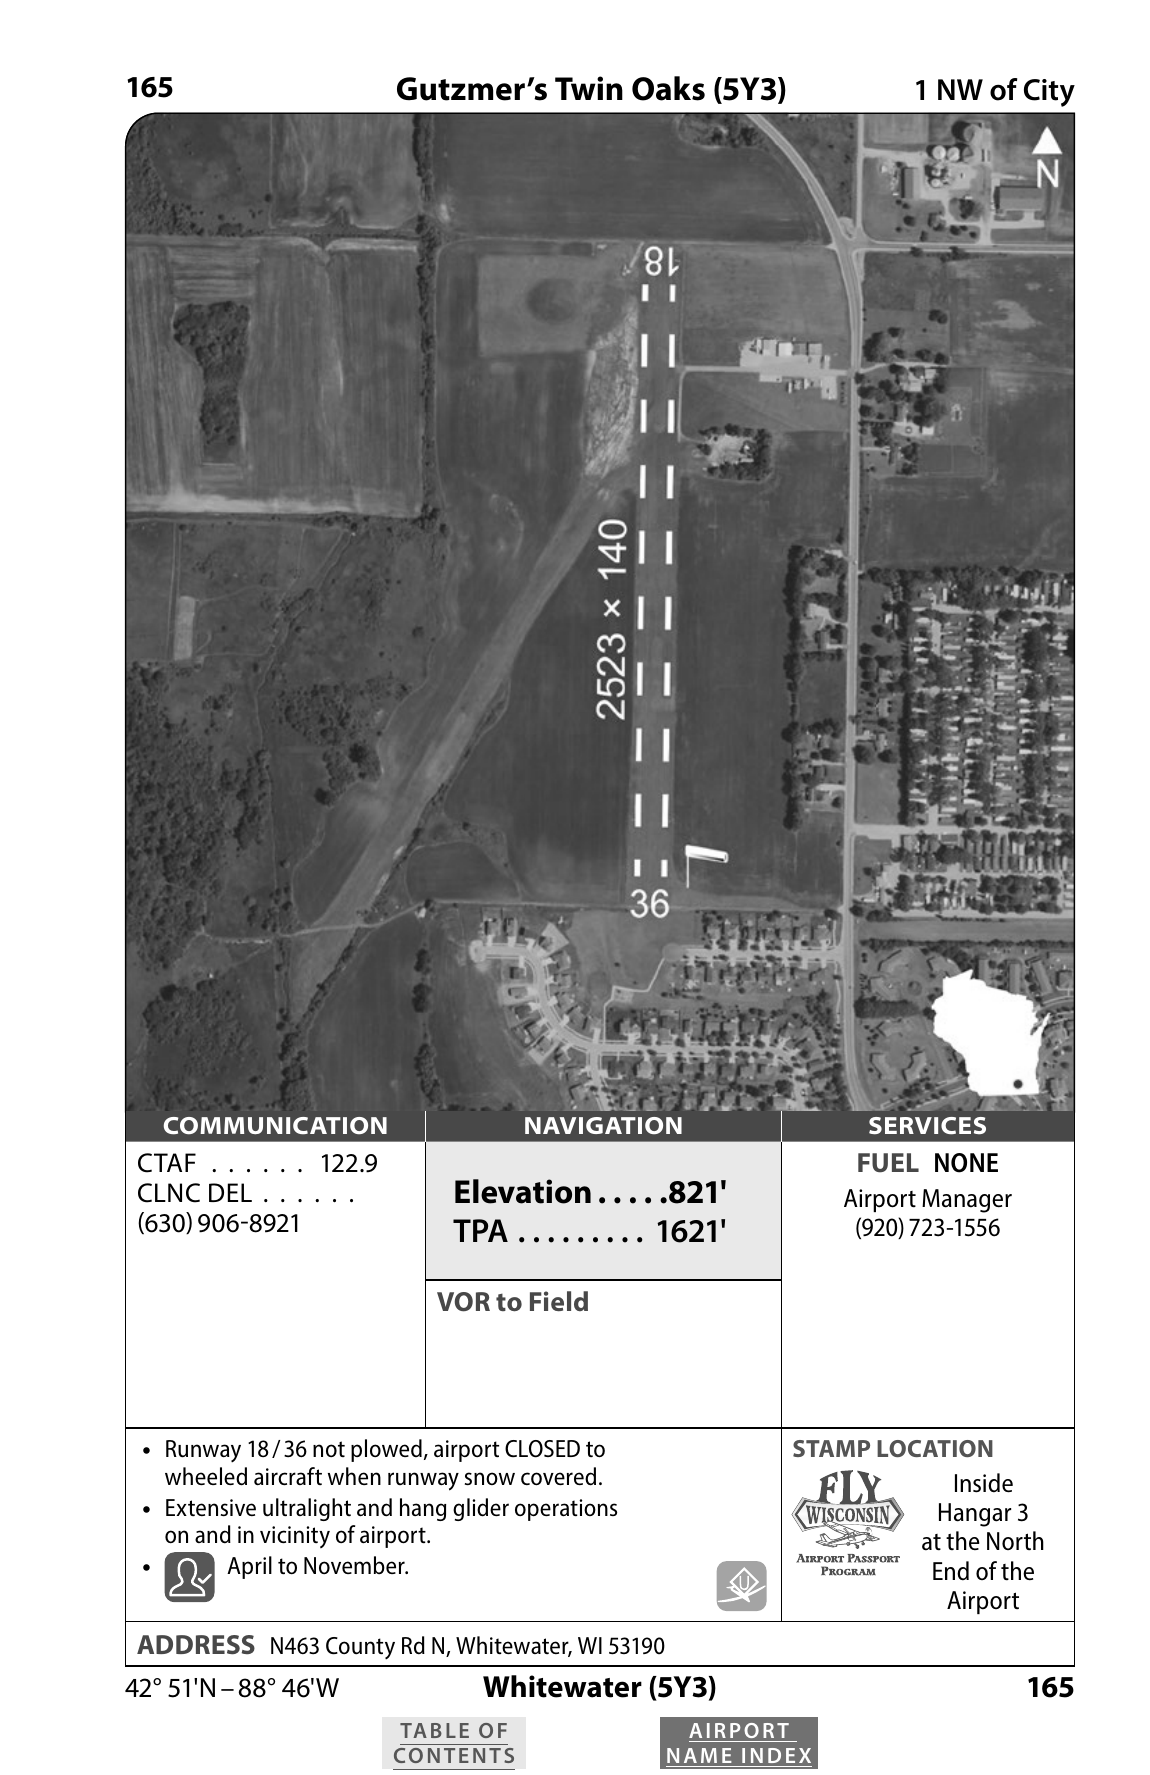 165 Gutzmer’s Twin Oaks (5Y3) 1 NW of City
N
18
2523 × 140
36
COMMUNICATION
CTAF . . . . . . 122.9
CLNC DEL . . . . . .
(630) 906-8921
NAVIGATION
Elevation . . . . .821'
TPA . . . . . . . . . 1621'
VOR to Field
SERVICES
FUEL NONE
Airport Manager
(920) 723-1556
• Runway 18 / 36 not plowed, airport CLOSED to
wheeled aircraft when runway snow covered.
• Extensive ultralight and hang glider operations
on and in vicinity of airport.
• April to November.
U
STAMP LOCATION
FLY
WISCONSIN
AIRPORT PASSPORT
PROGRAM
Inside
Hangar 3
at the North
End of the
Airport
ADDRESS N463 County Rd N, Whitewater, WI 53190
42° 51'N – 88° 46'W Whitewater (5Y3) 165
TABLE OF
CONTENTS
AIRPORT
NAME INDEX